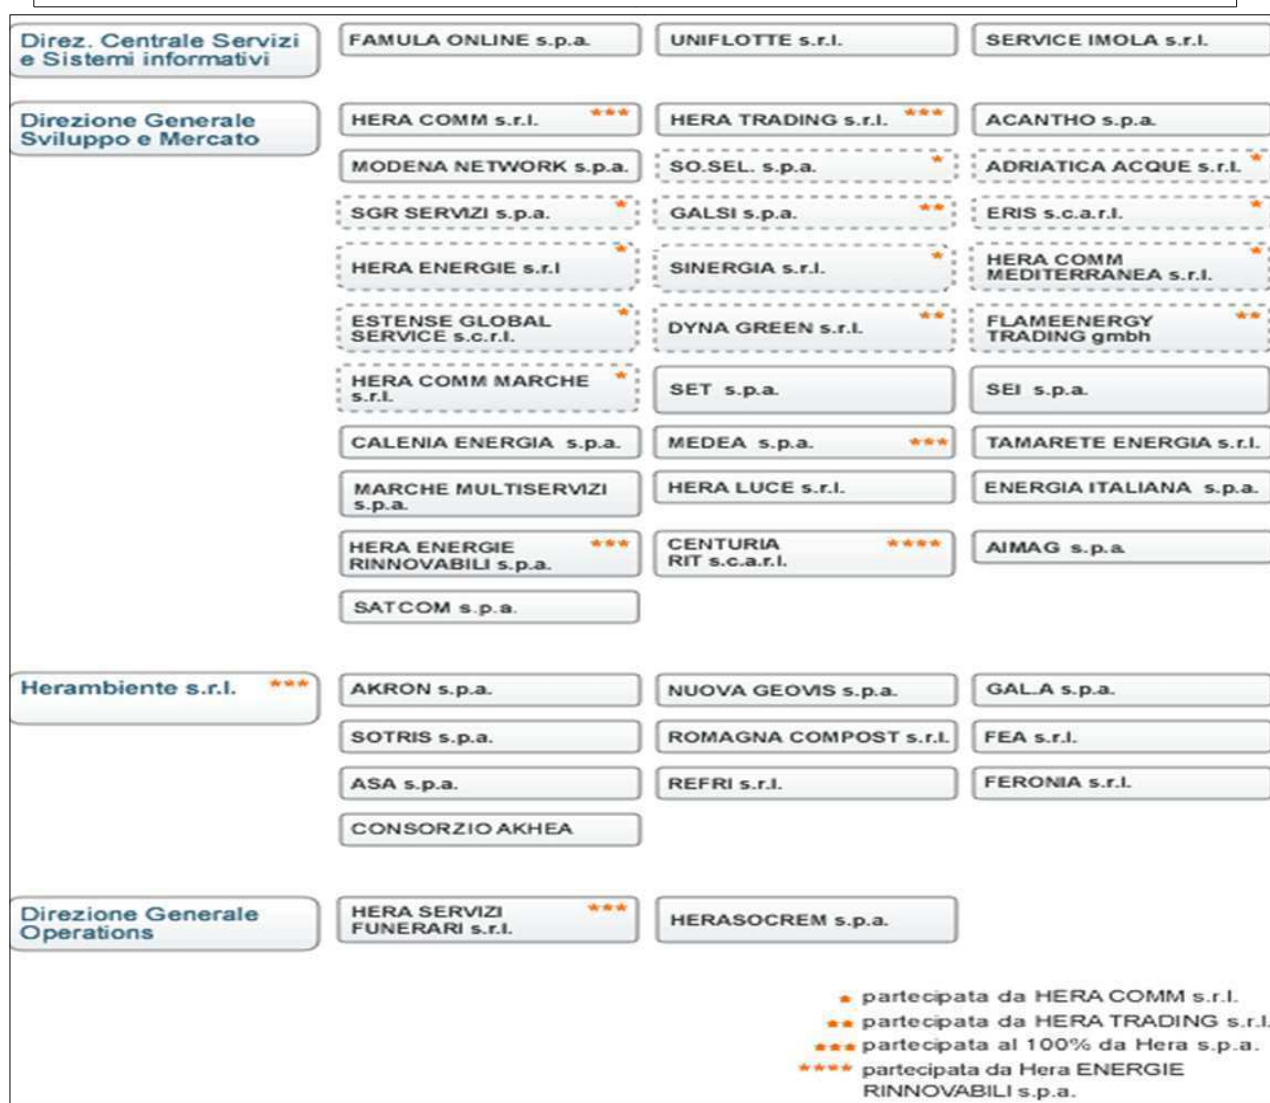 Direz. Centrale Servizi
e Sistemi informativi
FAMULA ONLINE s.p.a.
UNIFLOTTE s.r.l.
SERVICE IMOLA s.r.l.
Direzione Generale
Sviluppo e Mercato
HERA COMM s.r.l. ***
HERA TRADING s.r.l. ***
ACANTHO s.p.a.
MODENA NETWORK s.p.a.
SO.SEL. s.p.a. *
ADRIATICA ACQUE s.r.l. *
SGR SERVIZI s.p.a. *
GALSI s.p.a. **
ERIS s.c.a.r.l. *
HERA ENERGIE s.r.l *
SINERGIA s.r.l. *
HERA COMM *
MEDITERRANEA s.r.l.
ESTENSE GLOBAL *
SERVICE s.c.r.l.
DYNA GREEN s.r.l. **
FLAMEENERGY **
TRADING gmbh
HERA COMM MARCHE *
s.r.l.
SET s.p.a.
SEI s.p.a.
CALENIA ENERGIA s.p.a.
MEDEA s.p.a. ***
TAMARETE ENERGIA s.r.l.
MARCHE MULTISERVIZI
s.p.a.
HERA LUCE s.r.l.
ENERGIA ITALIANA s.p.a.
HERA ENERGIE ***
RINNOVABILI s.p.a.
CENTURIA ****
RIT s.c.a.r.l.
AIMAG s.p.a
SATCOM s.p.a.
Herambiente s.r.l. ***
AKRON s.p.a.
NUOVA GEOVIS s.p.a.
GAL.A s.p.a.
SOTRIS s.p.a.
ROMAGNA COMPOST s.r.l.
FEA s.r.l.
ASA s.p.a.
REFRI s.r.l.
FERONIA s.r.l.
CONSORZIO AKHEA
Direzione Generale
Operations
HERA SERVIZI ***
FUNERARI s.r.l.
HERASOCREM s.p.a.
* partecipata da HERA COMM s.r.l.
** partecipata da HERA TRADING s.r.l.
*** partecipata al 100% da Hera s.p.a.
**** partecipata da Hera ENERGIE
RINNOVABILI s.p.a.